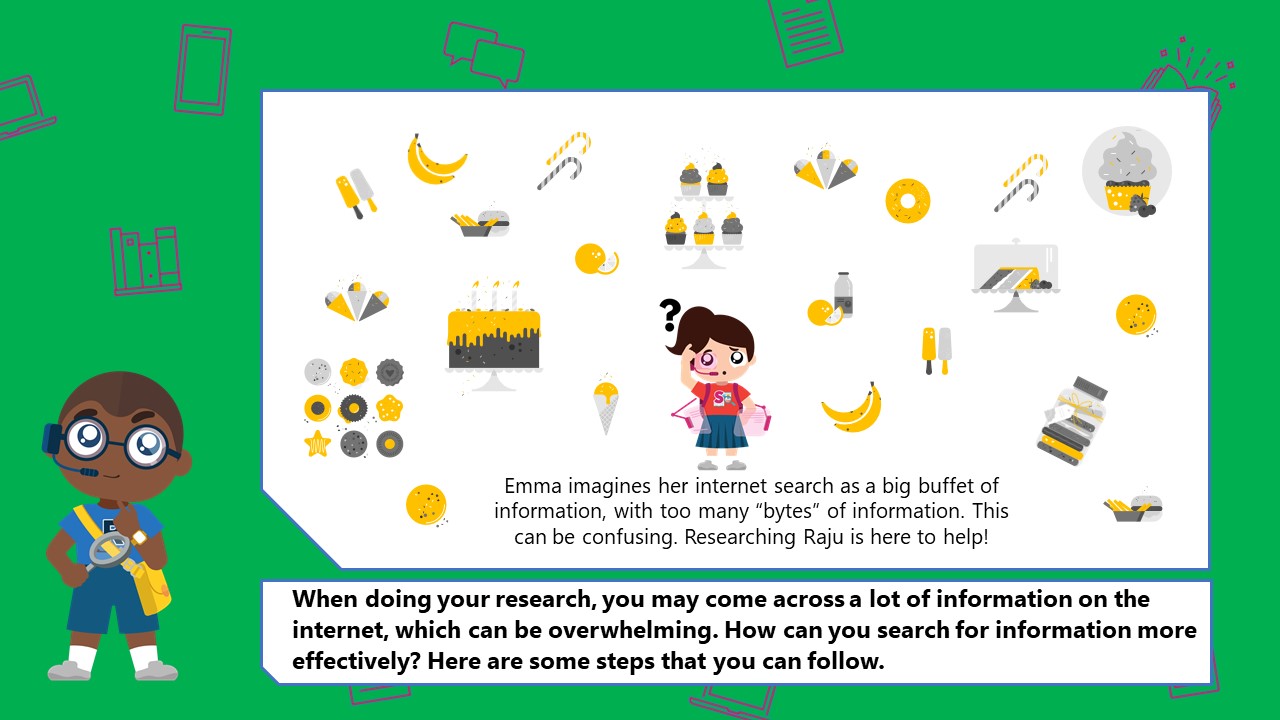 ?
Emma imagines her internet search as a big buffet of
information, with too many “bytes” of information. This
can be confusing. Researching Raju is here to help!
When doing your research, you may come across a lot of information on the
internet, which can be overwhelming. How can you search for information more
effectively? Here are some steps that you can follow.